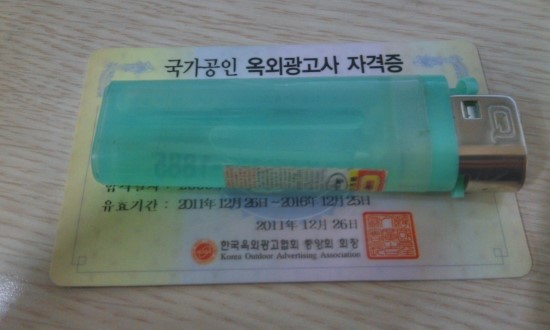 국가공인 옥외광고사 자격증
유효기간 : 2011年 12月 26日 ~ 2016年 12月 25日
2011年 12月 26日
한국옥외광고협회 중앙회 회장
Korea Outdoor Advertising Association